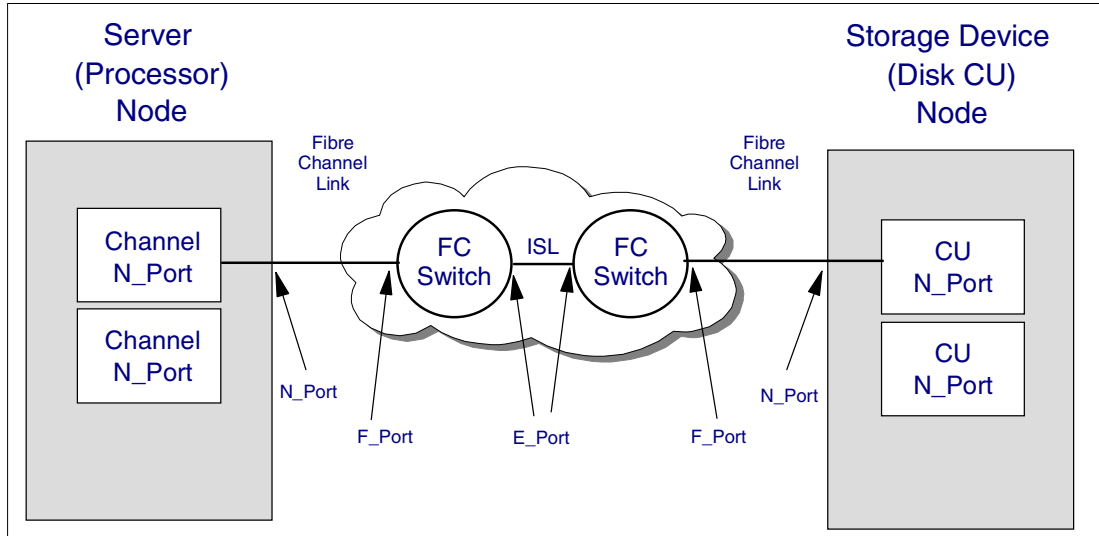 Server
(Processor)
Node
Storage Device
(Disk CU)
Node
Fibre
Channel
Link
Fibre
Channel
Link
Channel
N_Port
Channel
N_Port
FC
Switch
ISL
FC
Switch
CU
N_Port
CU
N_Port
N_Port
F_Port
E_Port
F_Port
N_Port